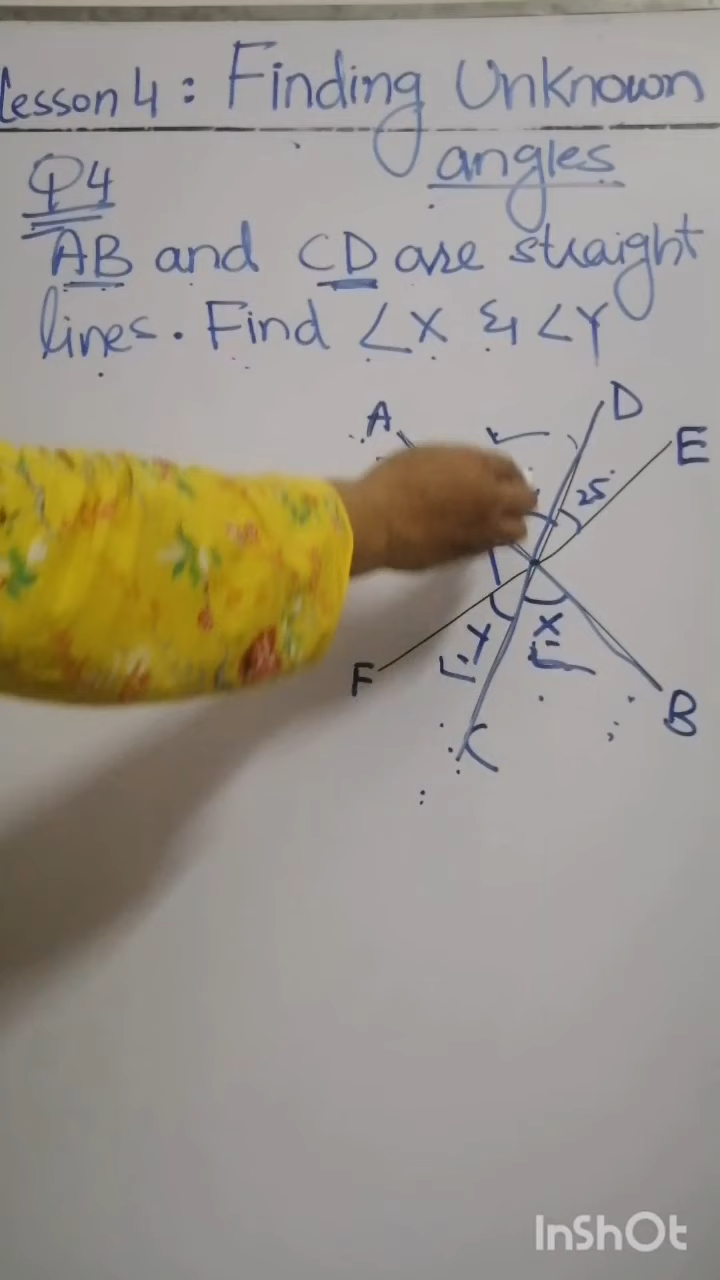 Lesson 4 : Finding Unknown
angles
Q4
AB and CD are straight
lines. Find ∠X & ∠Y
A
D
E
25°
F
Y
X
B
C
InShOt